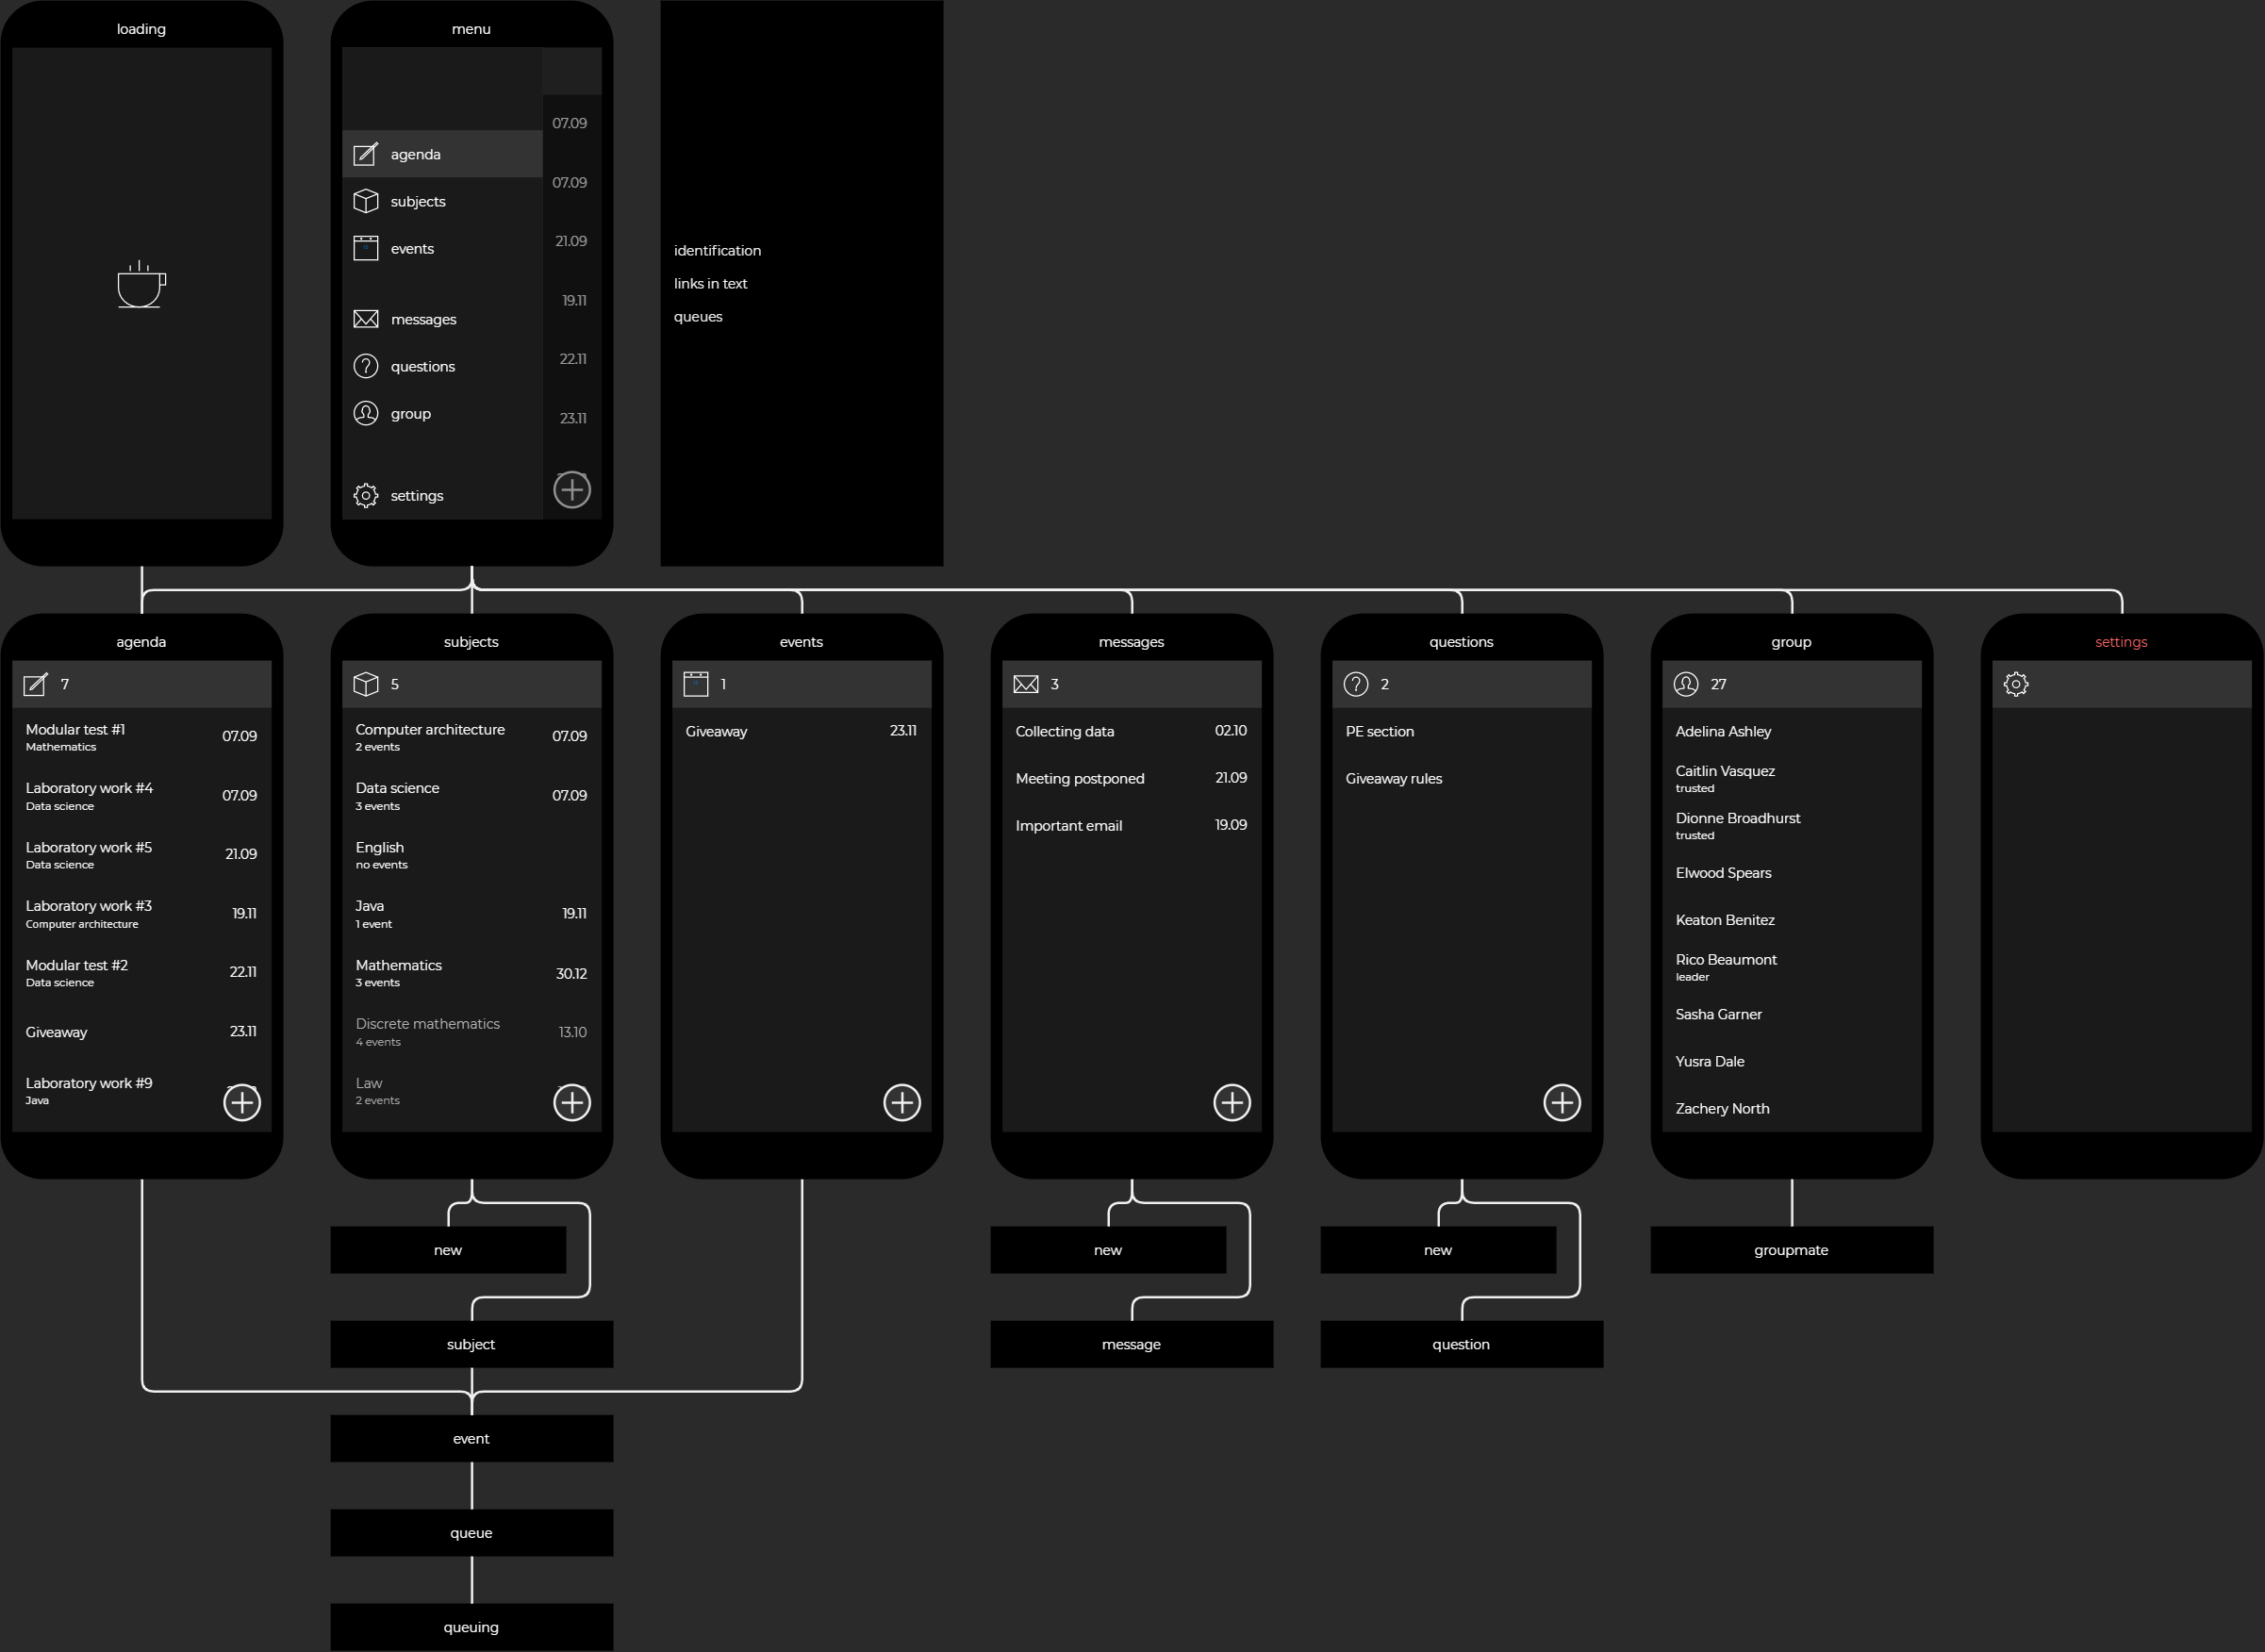 loading
menu
07.09
agenda
07.09
subjects
21.09
events
19.11
messages
22.11
questions
23.11
group
settings
identification
links in text
queues
agenda
7
Modular test #1
Mathematics
07.09
Laboratory work #4
Data science
07.09
Laboratory work #5
Data science
21.09
Laboratory work #3
Computer architecture
19.11
Modular test #2
Data science
22.11
Giveaway
23.11
Laboratory work #9
Java
subjects
5
Computer architecture
2 events
07.09
Data science
3 events
07.09
English
no events
Java
1 event
19.11
Mathematics
3 events
30.12
Discrete mathematics
4 events
13.10
Law
2 events
events
1
Giveaway
23.11
messages
3
Collecting data
02.10
Meeting postponed
21.09
Important email
19.09
questions
2
PE section
Giveaway rules
group
27
Adelina Ashley
Caitlin Vasquez
trusted
Dionne Broadhurst
trusted
Elwood Spears
Keaton Benitez
Rico Beaumont
leader
Sasha Garner
Yusra Dale
Zachery North
settings
new
new
new
groupmate
subject
message
question
event
queue
queuing